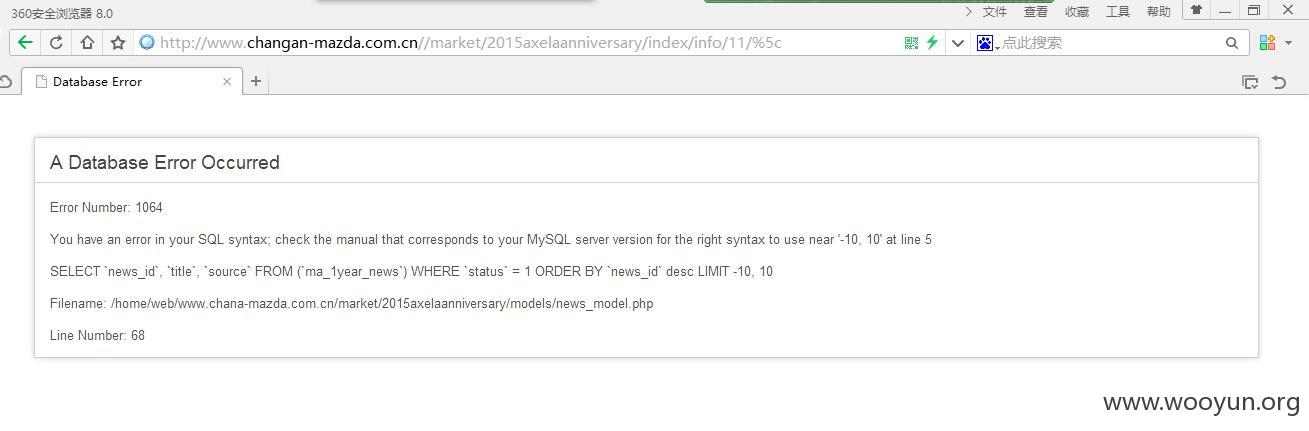 360安全浏览器 8.0
文件 查看 收藏 工具 帮助
http://www.changan-mazda.com.cn//market/2015axelaanniversary/index/info/11/%5c
点此搜索
Database Error
A Database Error Occurred
Error Number: 1064
You have an error in your SQL syntax; check the manual that corresponds to your MySQL server version for the right syntax to use near '-10, 10' at line 5
SELECT `news_id`, `title`, `source` FROM (`ma_1year_news`) WHERE `status` = 1 ORDER BY `news_id` desc LIMIT -10, 10
Filename: /home/web/www.chana-mazda.com.cn/market/2015axelaanniversary/models/news_model.php
Line Number: 68
www.wooyun.org